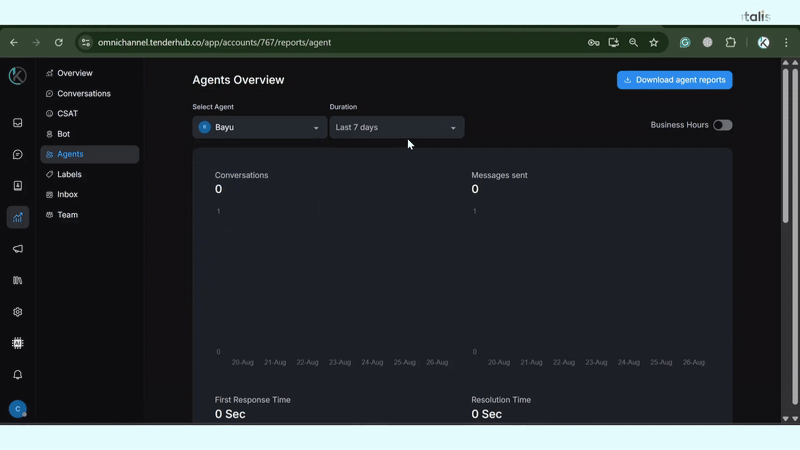 italis
omnichannel.tenderhub.co/app/accounts/767/reports/agent
Overview
Conversations
CSAT
Bot
Agents
Labels
Inbox
Team
Agents Overview
Download agent reports
Select Agent
Duration
B
Bayu
Last 7 days
Business Hours
Conversations
0
1
0
20-Aug 21-Aug 22-Aug 23-Aug 24-Aug 25-Aug 26-Aug
Messages sent
0
1
0
20-Aug 21-Aug 22-Aug 23-Aug 24-Aug 25-Aug 26-Aug
First Response Time
0 Sec
Resolution Time
0 Sec
C